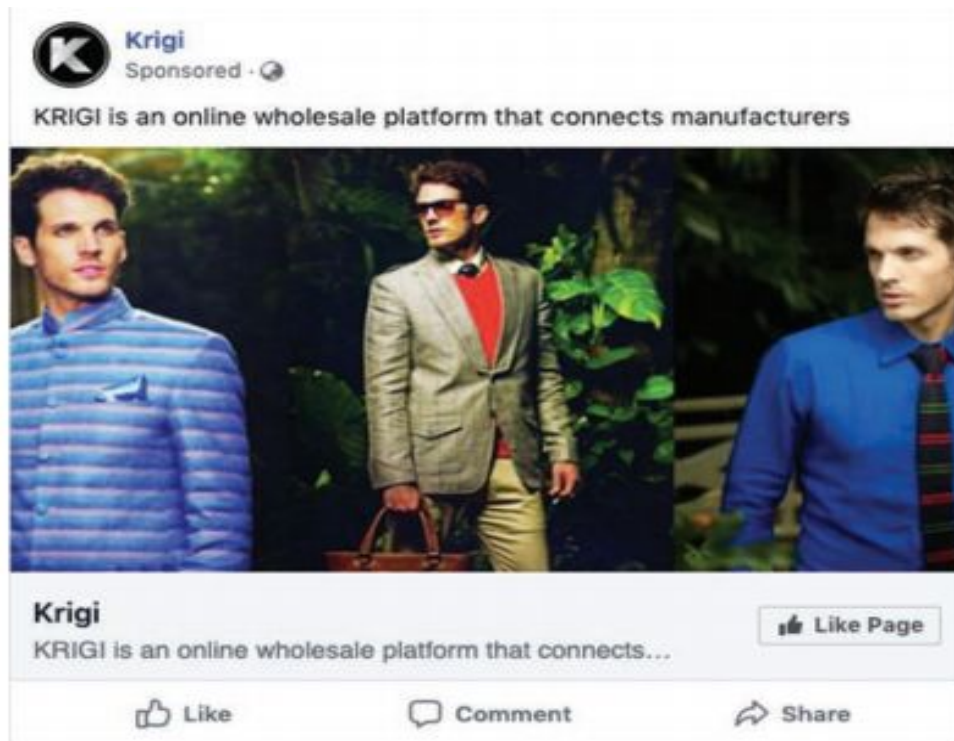 K
Krigi
Sponsored ·
KRIGI is an online wholesale platform that connects manufacturers
Krigi
Like Page
KRIGI is an online wholesale platform that connects...
Like Comment Share